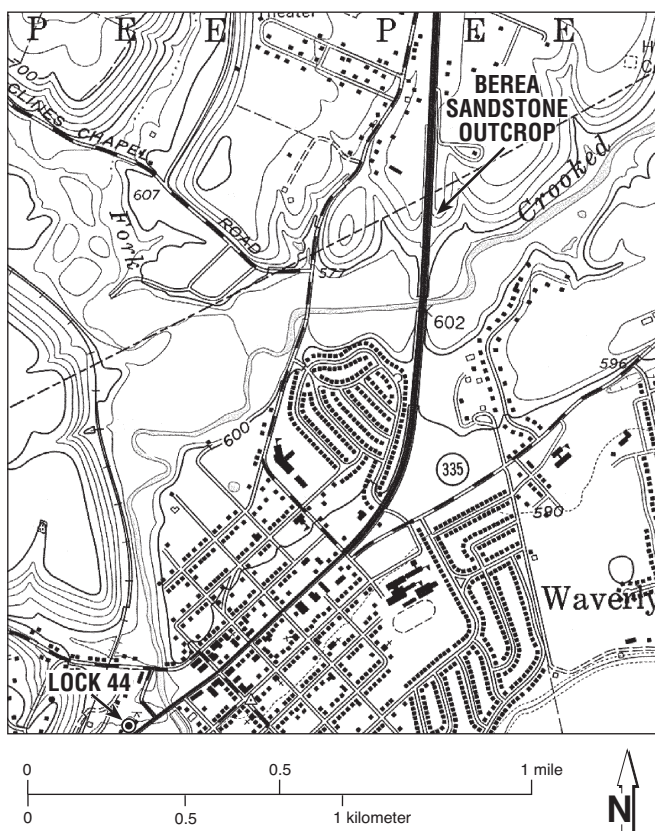 Theater
P E E P E E
700
BEREA
SANDSTONE
OUTCROP
CLINES CHAPEL ROAD
Crooked
607
Fork
577
602
596
600
335
590
Waverly
LOCK 44
0 0.5 1 mile
0 0.5 1 kilometer
N